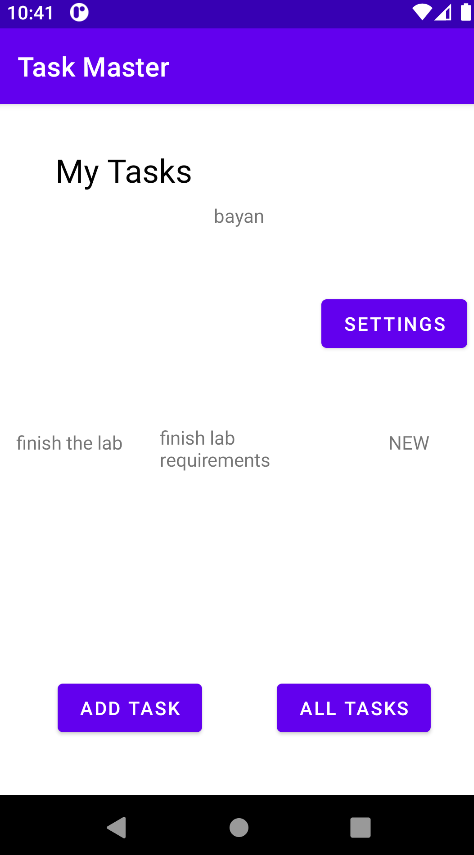 10:41
Task Master
My Tasks
bayan
SETTINGS
finish the lab
finish lab
requirements
NEW
ADD TASK
ALL TASKS